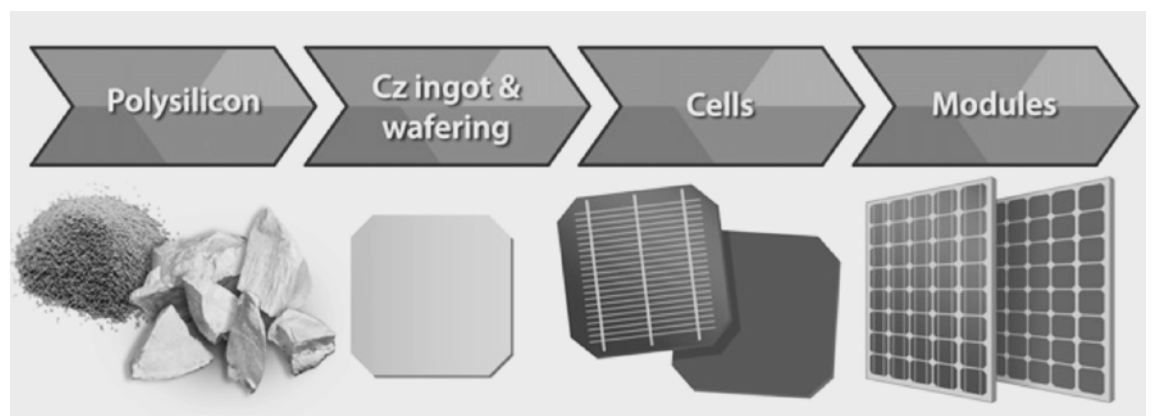 Polysilicon
Cz ingot &
wafering
Cells
Modules